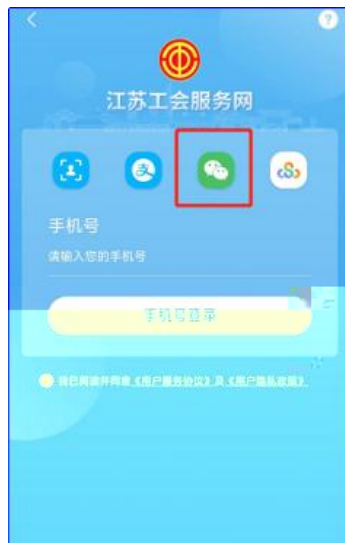 ?
江苏工会服务网
手机号
请输入您的手机号
手机号登录
我已阅读并同意《用户服务协议》及《用户隐私政策》